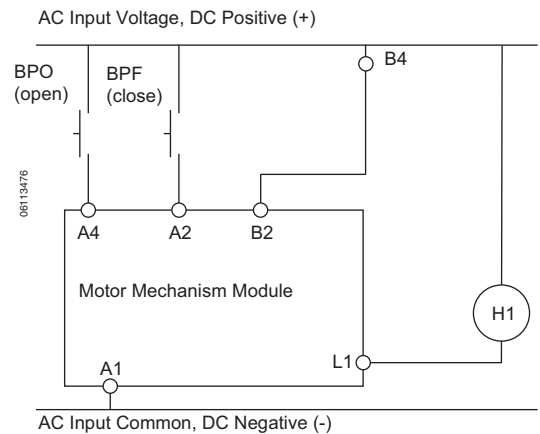 AC Input Voltage, DC Positive (+)
BPO
(open)
BPF
(close)
B4
06113476
A4
A2
B2
Motor Mechanism Module
H1
L1
A1
AC Input Common, DC Negative (-)